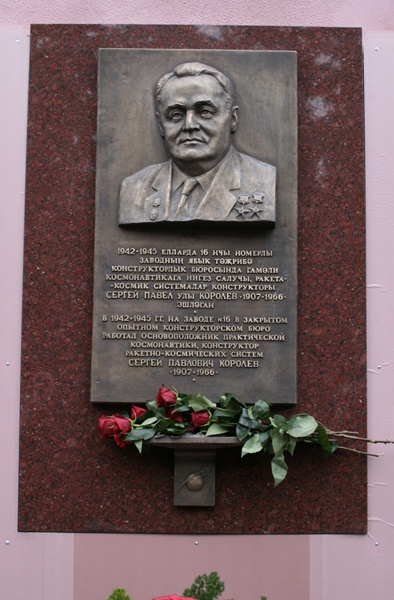 1942-1945 ЕЛЛАРДА 16 НЧЫ НОМЕРЛЫ
ЗАВОДНЫҢ ЯБЫК ТӘҖРИБӘ
КОНСТРУКТОРЛЫК БЮРОСЫНДА ГАМӘЛИ
КОСМОНАВТИКАГА НИГЕЗ САЛУЧЫ, РАКЕТА-
-КОСМИК СИСТЕМАЛАР КОНСТРУКТОРЫ
СЕРГЕЙ ПАВЕЛ УЛЫ КОРОЛЕВ -1907-1966-
ЭШЛӘГАН
В 1942-1945 ГГ. НА ЗАВОДЕ №16 В ЗАКРЫТОМ
ОПЫТНОМ КОНСТРУКТОРСКОМ БЮРО
РАБОТАЛ ОСНОВОПОЛОЖНИК ПРАКТИЧЕСКОЙ
КОСМОНАВТИКИ, КОНСТРУКТОР
РАКЕТНО-КОСМИЧЕСКИХ СИСТЕМ
СЕРГЕЙ ПАВЛОВИЧ КОРОЛЕВ
-1907-1966-